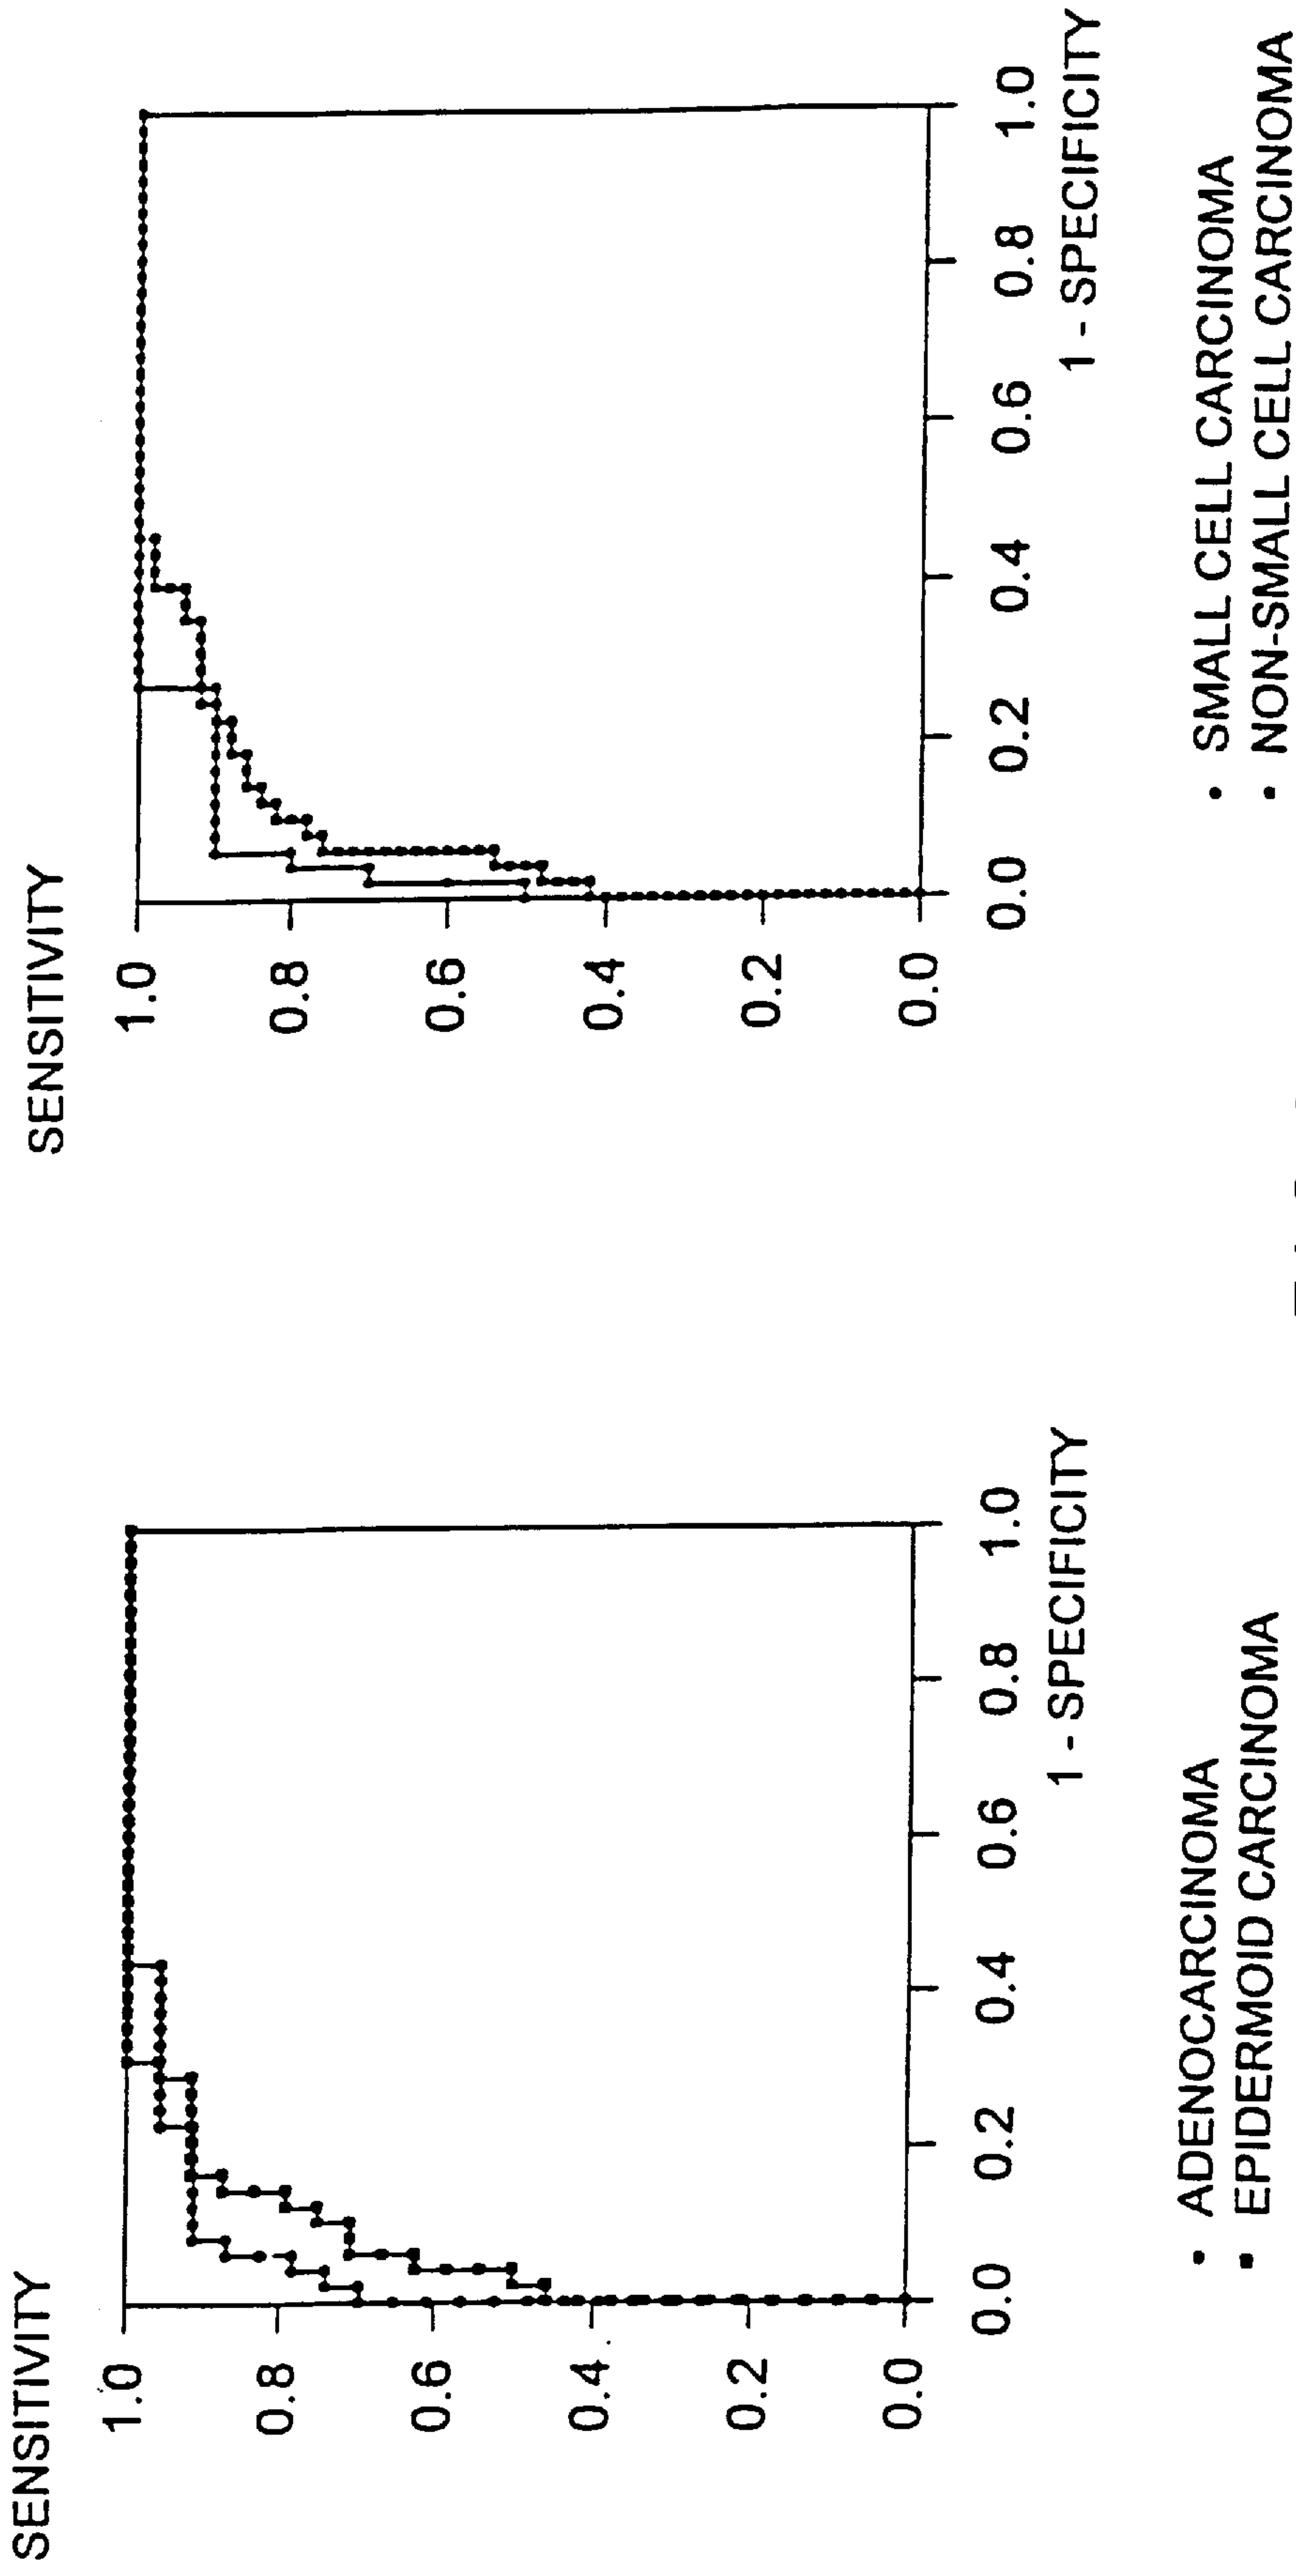 SENSITIVITY
1.0
0.8
0.6
0.4
0.2
0.0
0.0 0.2 0.4 0.6 0.8 1.0
1 - SPECIFICITY
• ADENOCARCINOMA
▪ EPIDERMOID CARCINOMA
SENSITIVITY
1.0
0.8
0.6
0.4
0.2
0.0
0.0 0.2 0.4 0.6 0.8 1.0
1 - SPECIFICITY
• SMALL CELL CARCINOMA
▪ NON-SMALL CELL CARCINOMA